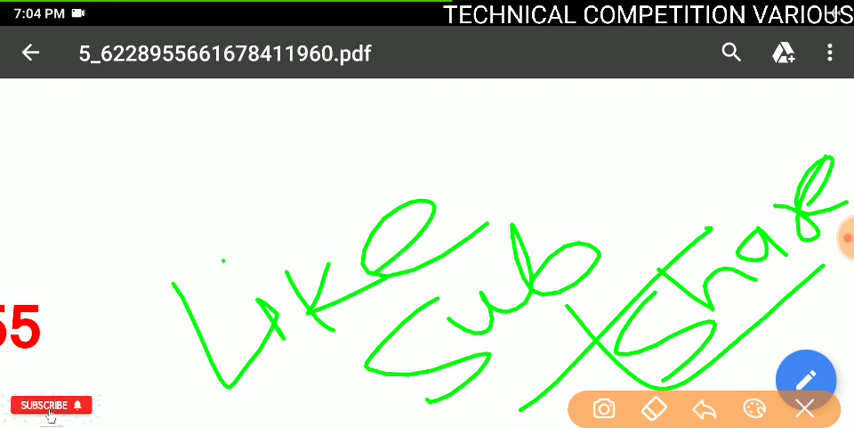 7:04 PM
TECHNICAL COMPETITION VARIOUS
5_6228955661678411960.pdf
Like
Sub
Share
55
SUBSCRIBE